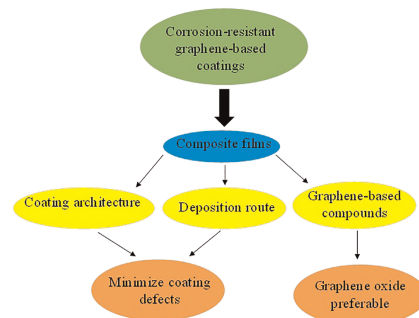 Corrosion-resistant
graphene-based
coatings
Composite films
Coating architecture
Deposition route
Graphene-based
compounds
Minimize coating
defects
Graphene oxide
preferable